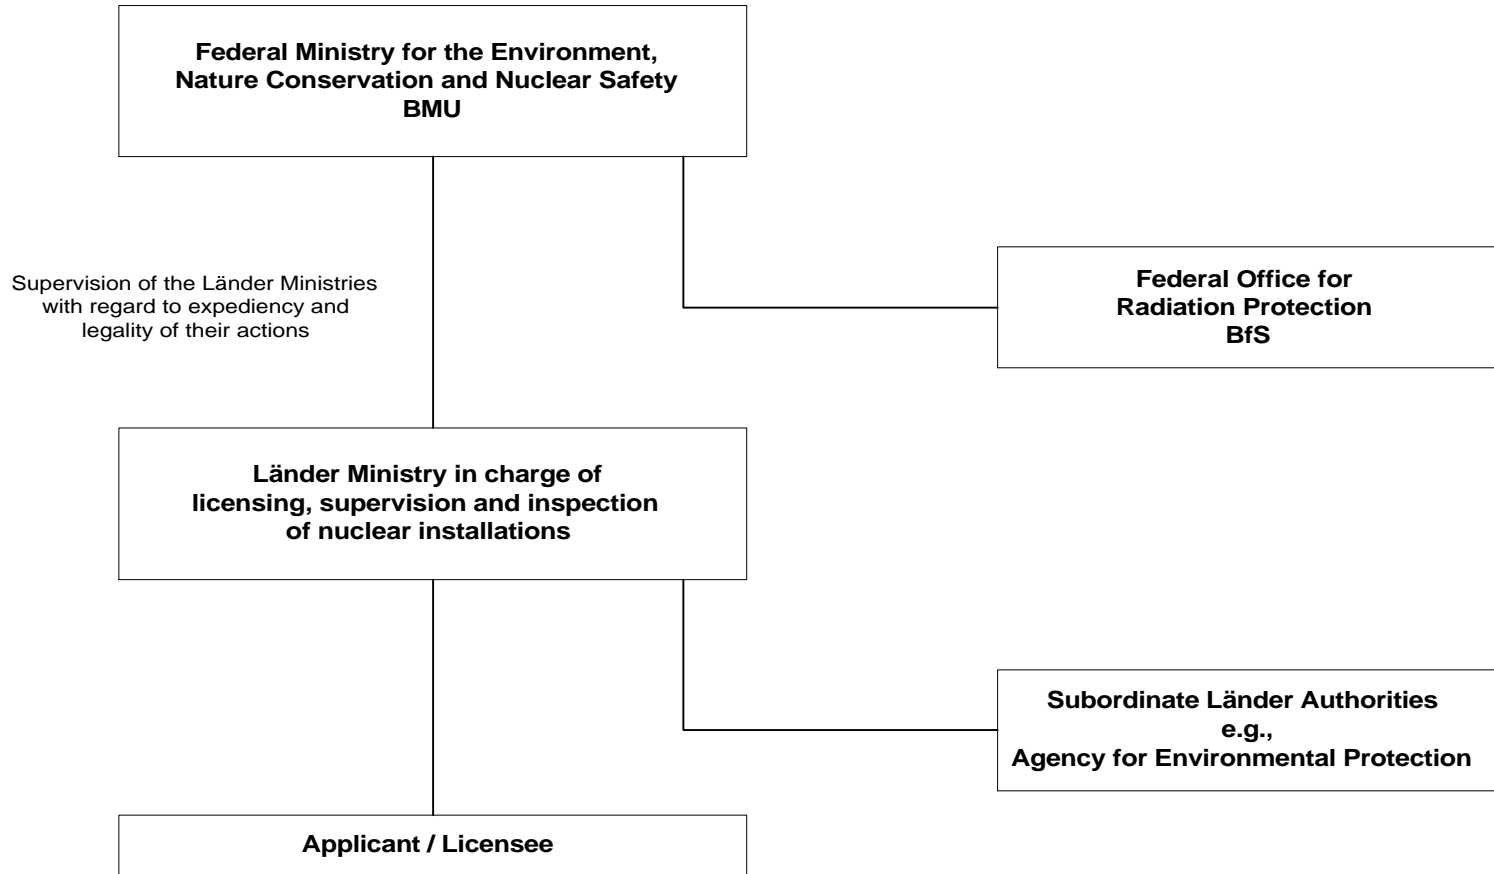 Federal Ministry for the Environment,
Nature Conservation and Nuclear Safety
BMU
Supervision of the Länder Ministries
with regard to expediency and
legality of their actions
Federal Office for
Radiation Protection
BfS
Länder Ministry in charge of
licensing, supervision and inspection
of nuclear installations
Subordinate Länder Authorities
e.g.,
Agency for Environmental Protection
Applicant / Licensee